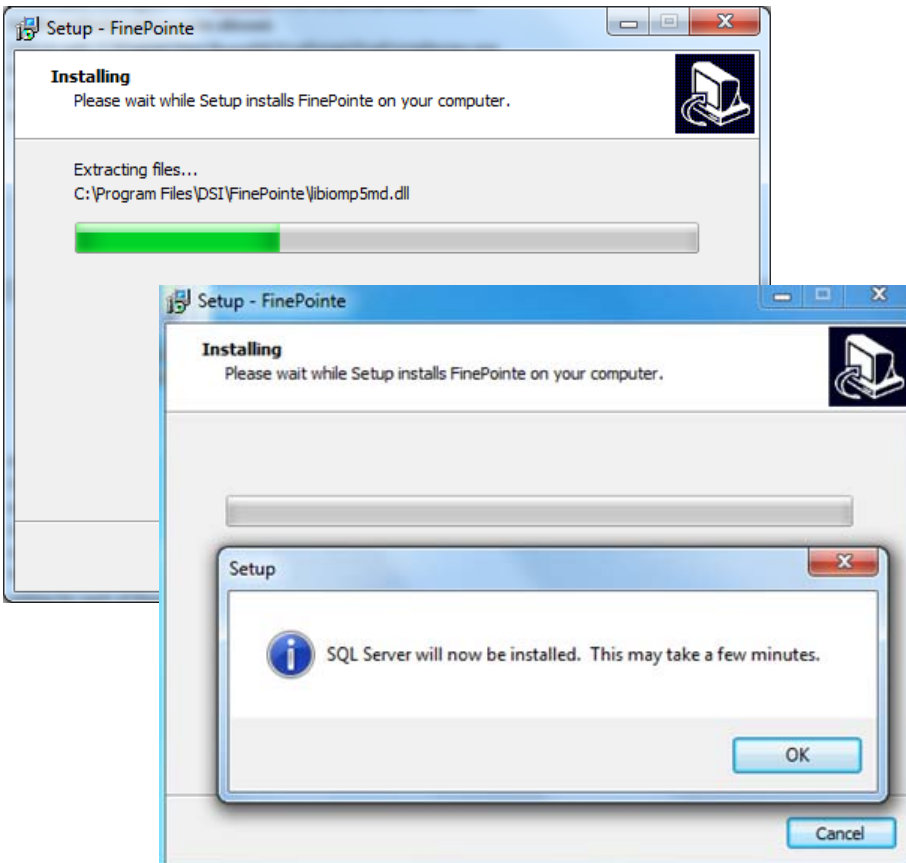 Setup - FinePointe
Installing
Please wait while Setup installs FinePointe on your computer.
Extracting files...
C:\Program Files\DSI\FinePointe\libiomp5md.dll
Setup - FinePointe
Installing
Please wait while Setup installs FinePointe on your computer.
Setup
SQL Server will now be installed.  This may take a few minutes.
OK
Cancel